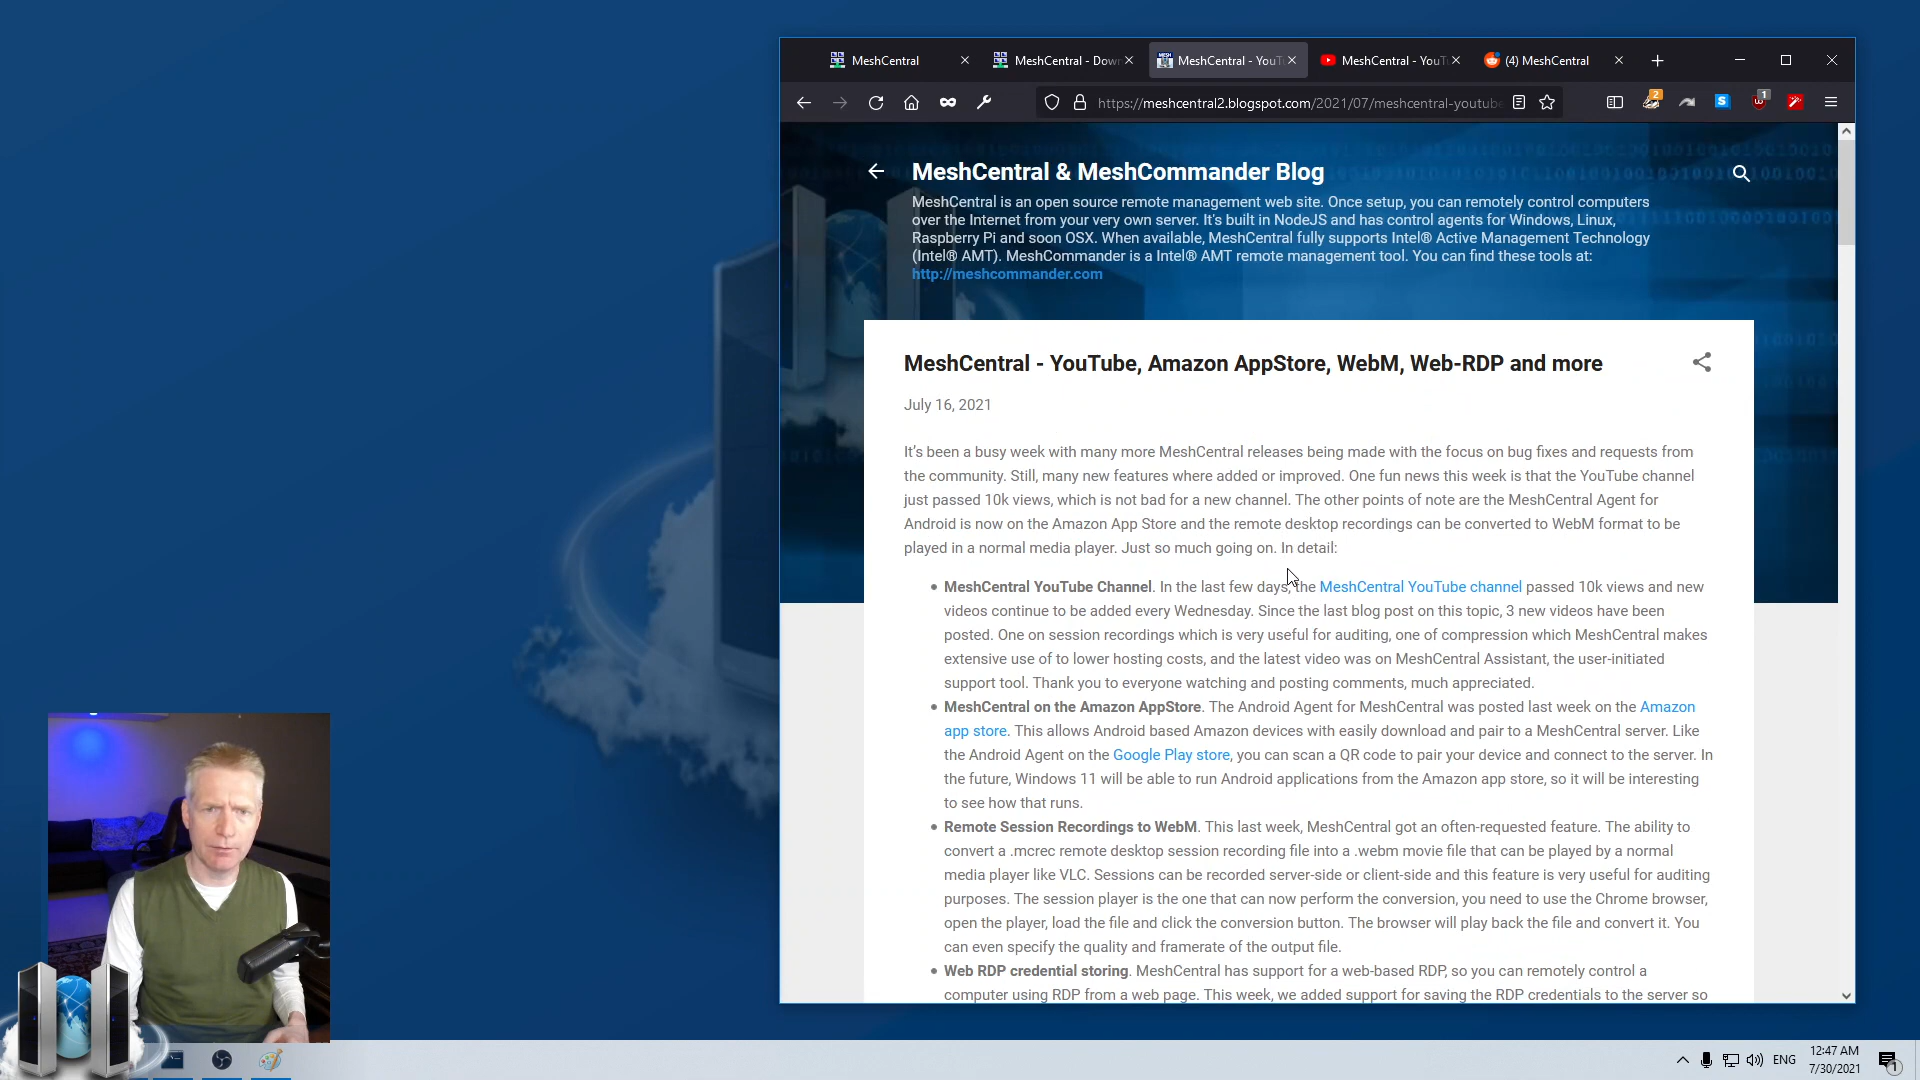 MeshCentral
MeshCentral - Dow
MeshCentral - YouT
MeshCentral - YouT
(4) MeshCentral
https://meshcentral2.blogspot.com/2021/07/meshcentral-youtube
2
1
MeshCentral & MeshCommander Blog
MeshCentral is an open source remote management web site. Once setup, you can remotely control computers
over the Internet from your very own server. It's built in NodeJS and has control agents for Windows, Linux,
Raspberry Pi and soon OSX. When available, MeshCentral fully supports Intel® Active Management Technology
(Intel® AMT). MeshCommander is a Intel® AMT remote management tool. You can find these tools at:
http://meshcommander.com
MeshCentral - YouTube, Amazon AppStore, WebM, Web-RDP and more
July 16, 2021
It's been a busy week with many more MeshCentral releases being made with the focus on bug fixes and requests from
the community. Still, many new features where added or improved. One fun news this week is that the YouTube channel
just passed 10k views, which is not bad for a new channel. The other points of note are the MeshCentral Agent for
Android is now on the Amazon App Store and the remote desktop recordings can be converted to WebM format to be
played in a normal media player. Just so much going on. In detail:
MeshCentral YouTube Channel. In the last few days, the MeshCentral YouTube channel passed 10k views and new
videos continue to be added every Wednesday. Since the last blog post on this topic, 3 new videos have been
posted. One on session recordings which is very useful for auditing, one of compression which MeshCentral makes
extensive use of to lower hosting costs, and the latest video was on MeshCentral Assistant, the user-initiated
support tool. Thank you to everyone watching and posting comments, much appreciated.
MeshCentral on the Amazon AppStore. The Android Agent for MeshCentral was posted last week on the Amazon
app store. This allows Android based Amazon devices with easily download and pair to a MeshCentral server. Like
the Android Agent on the Google Play store, you can scan a QR code to pair your device and connect to the server. In
the future, Windows 11 will be able to run Android applications from the Amazon app store, so it will be interesting
to see how that runs.
Remote Session Recordings to WebM. This last week, MeshCentral got an often-requested feature. The ability to
convert a .mcrec remote desktop session recording file into a .webm movie file that can be played by a normal
media player like VLC. Sessions can be recorded server-side or client-side and this feature is very useful for auditing
purposes. The session player is the one that can now perform the conversion, you need to use the Chrome browser,
open the player, load the file and click the conversion button. The browser will play back the file and convert it. You
can even specify the quality and framerate of the output file.
Web RDP credential storing. MeshCentral has support for a web-based RDP, so you can remotely control a
computer using RDP from a web page. This week, we added support for saving the RDP credentials to the server so
ENG
12:47 AM
7/30/2021
1